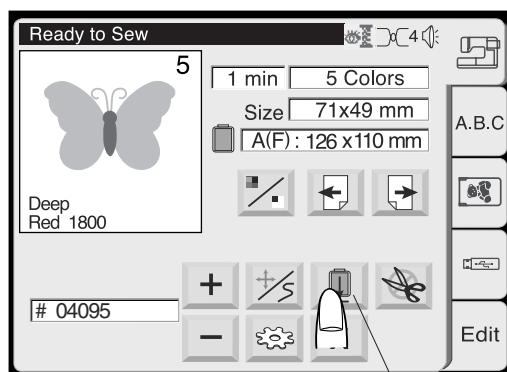 Ready to Sew
4
5
1 min
5 Colors
Size
71x49 mm
A(F) : 126 x110 mm
A.B.C
Deep
Red 1800
# 04095
+
−
Edit